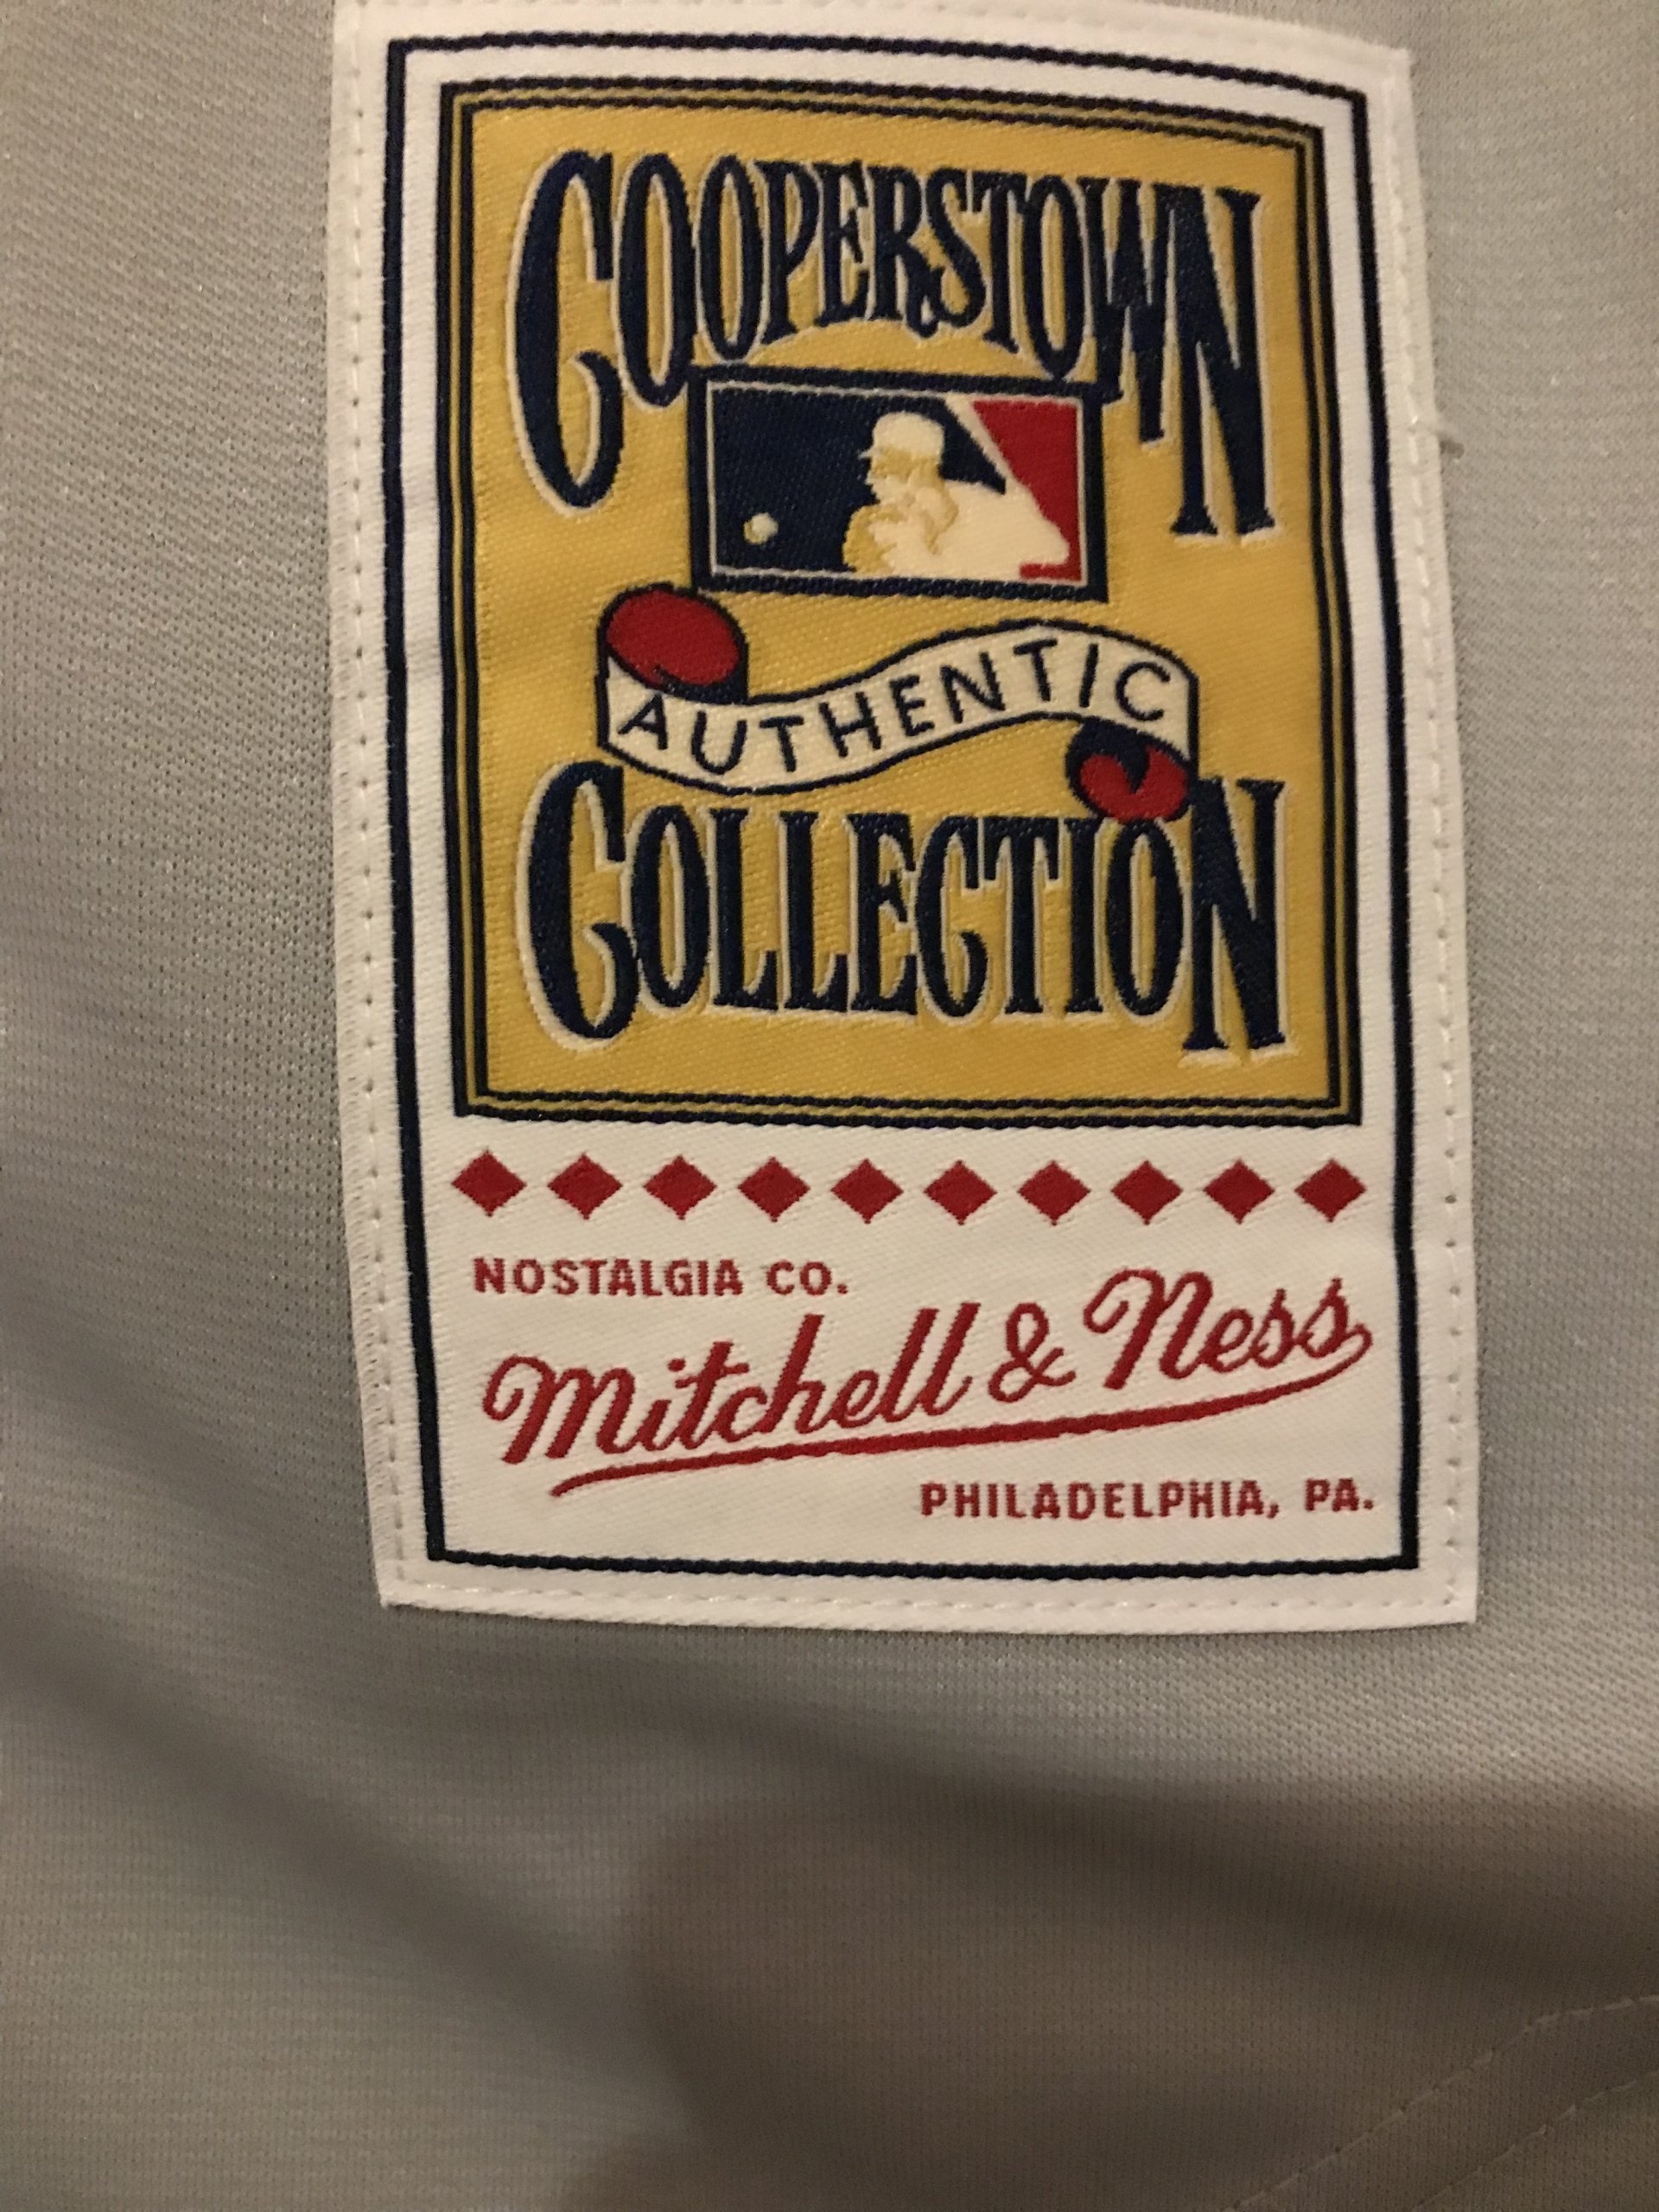 COOPERSTOWN
AUTHENTIC
COLLECTION
NOSTALGIA CO.
Mitchell & Ness
PHILADELPHIA, PA.